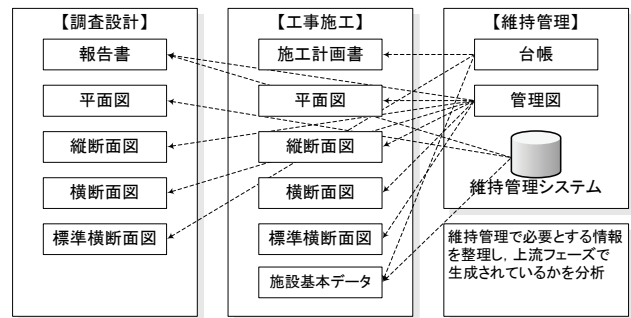 【調査設計】
報告書
平面図
縦断面図
横断面図
標準横断面図
【工事施工】
施工計画書
平面図
縦断面図
横断面図
標準横断面図
施設基本データ
【維持管理】
台帳
管理図
維持管理システム
維持管理で必要とする情報
を整理し，上流フェーズで
生成されているかを分析